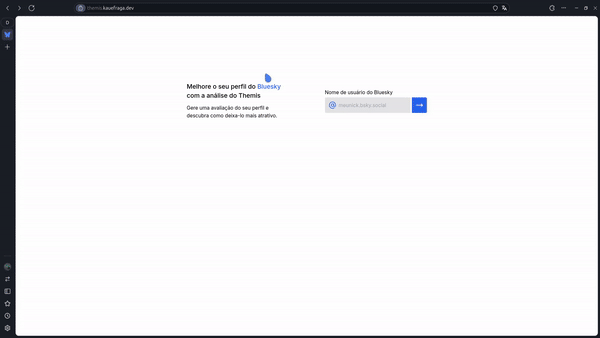 themis.kauefraga.dev
Melhore o seu perfil do Bluesky
com a análise do Themis
Gere uma avaliação do seu perfil e
descubra como deixa-lo mais atrativo.
Nome de usuário do Bluesky
maverick.bsky.social